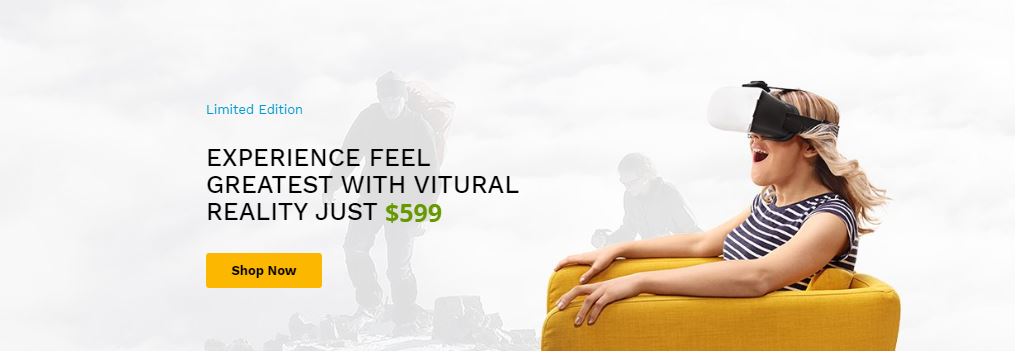 Limited Edition
EXPERIENCE FEEL
GREATEST WITH VITURAL
REALITY JUST $599
Shop Now